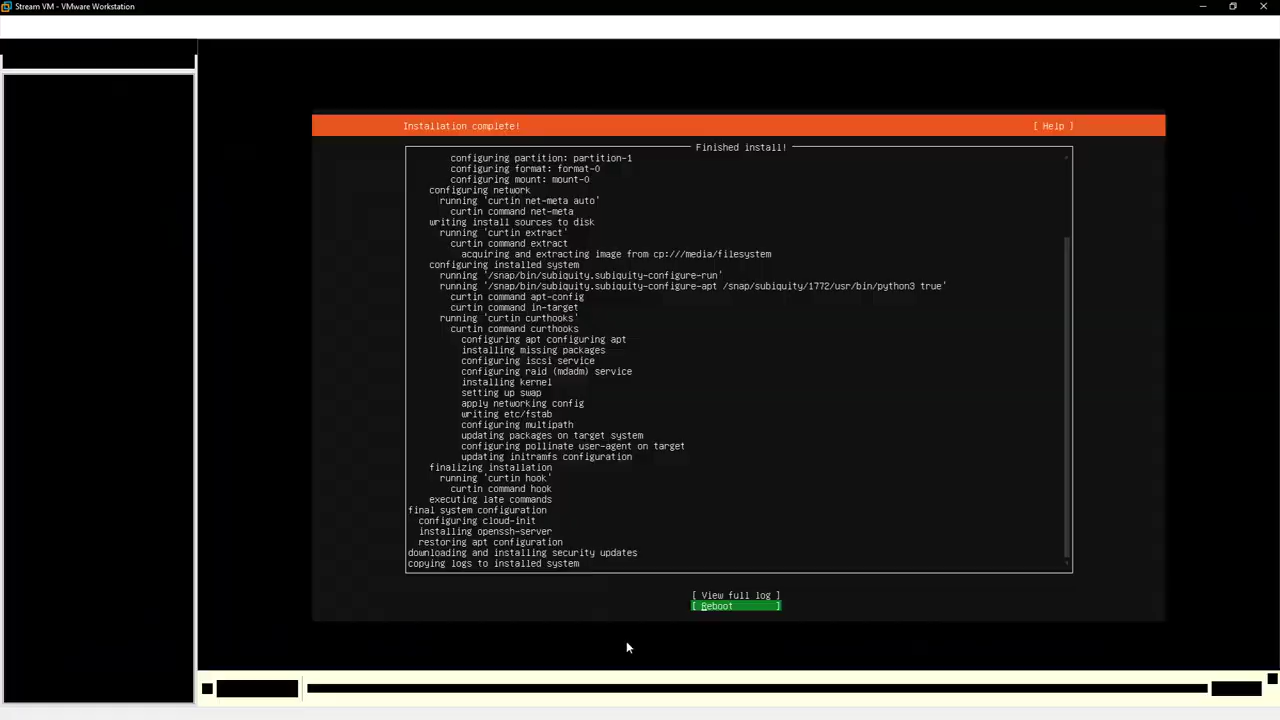 Stream VM - VMware Workstation
Installation complete!
[ Help ]
Finished install!
configuring partition: partition-1
configuring format: format-0
configuring mount: mount-0
configuring network
running 'curtin net-meta auto'
curtin command net-meta
writing install sources to disk
running 'curtin extract'
curtin command extract
acquiring and extracting image from cp:///media/filesystem
configuring installed system
running '/snap/bin/subiquity.subiquity-configure-run'
running '/snap/bin/subiquity.subiquity-configure-apt /snap/subiquity/1772/usr/bin/python3 true'
curtin command apt-config
curtin command in-target
running 'curtin curthooks'
curtin command curthooks
configuring apt configuring apt
installing missing packages
configuring iscsi service
configuring raid (mdadm) service
installing kernel
setting up swap
apply networking config
writing etc/fstab
configuring multipath
updating packages on target system
configuring pollinate user-agent on target
updating initramfs configuration
finalizing installation
running 'curtin hook'
curtin command hook
executing late commands
final system configuration
configuring cloud-init
installing openssh-server
restoring apt configuration
downloading and installing security updates
copying logs to installed system
[ View full log ]
[ Reboot ]